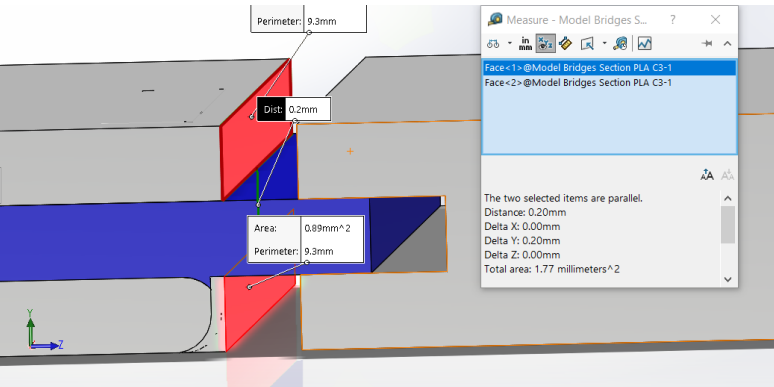 Perimeter: 9.3mm
Measure - Model Bridges S... ?
in
mm
Face<1>@Model Bridges Section PLA C3-1
Face<2>@Model Bridges Section PLA C3-1
Dist: 0.2mm
The two selected items are parallel.
Distance: 0.20mm
Delta X: 0.00mm
Delta Y: 0.20mm
Delta Z: 0.00mm
Total area: 1.77 millimeters^2
Area: 0.89mm^2
Perimeter: 9.3mm
Y
Z